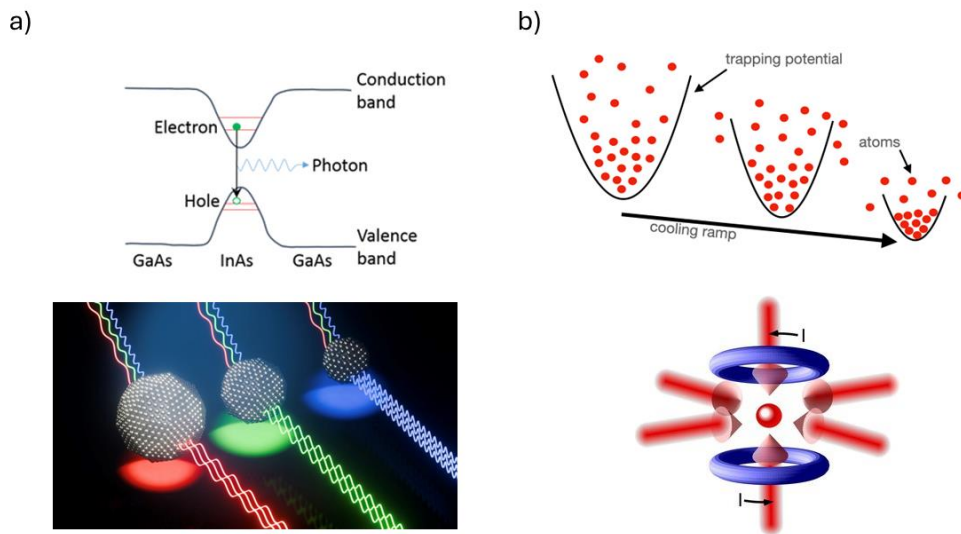 a)
Conduction
band
Electron
Photon
Hole
Valence
band
GaAs InAs GaAs
b)
trapping potential
atoms
cooling ramp
I
I